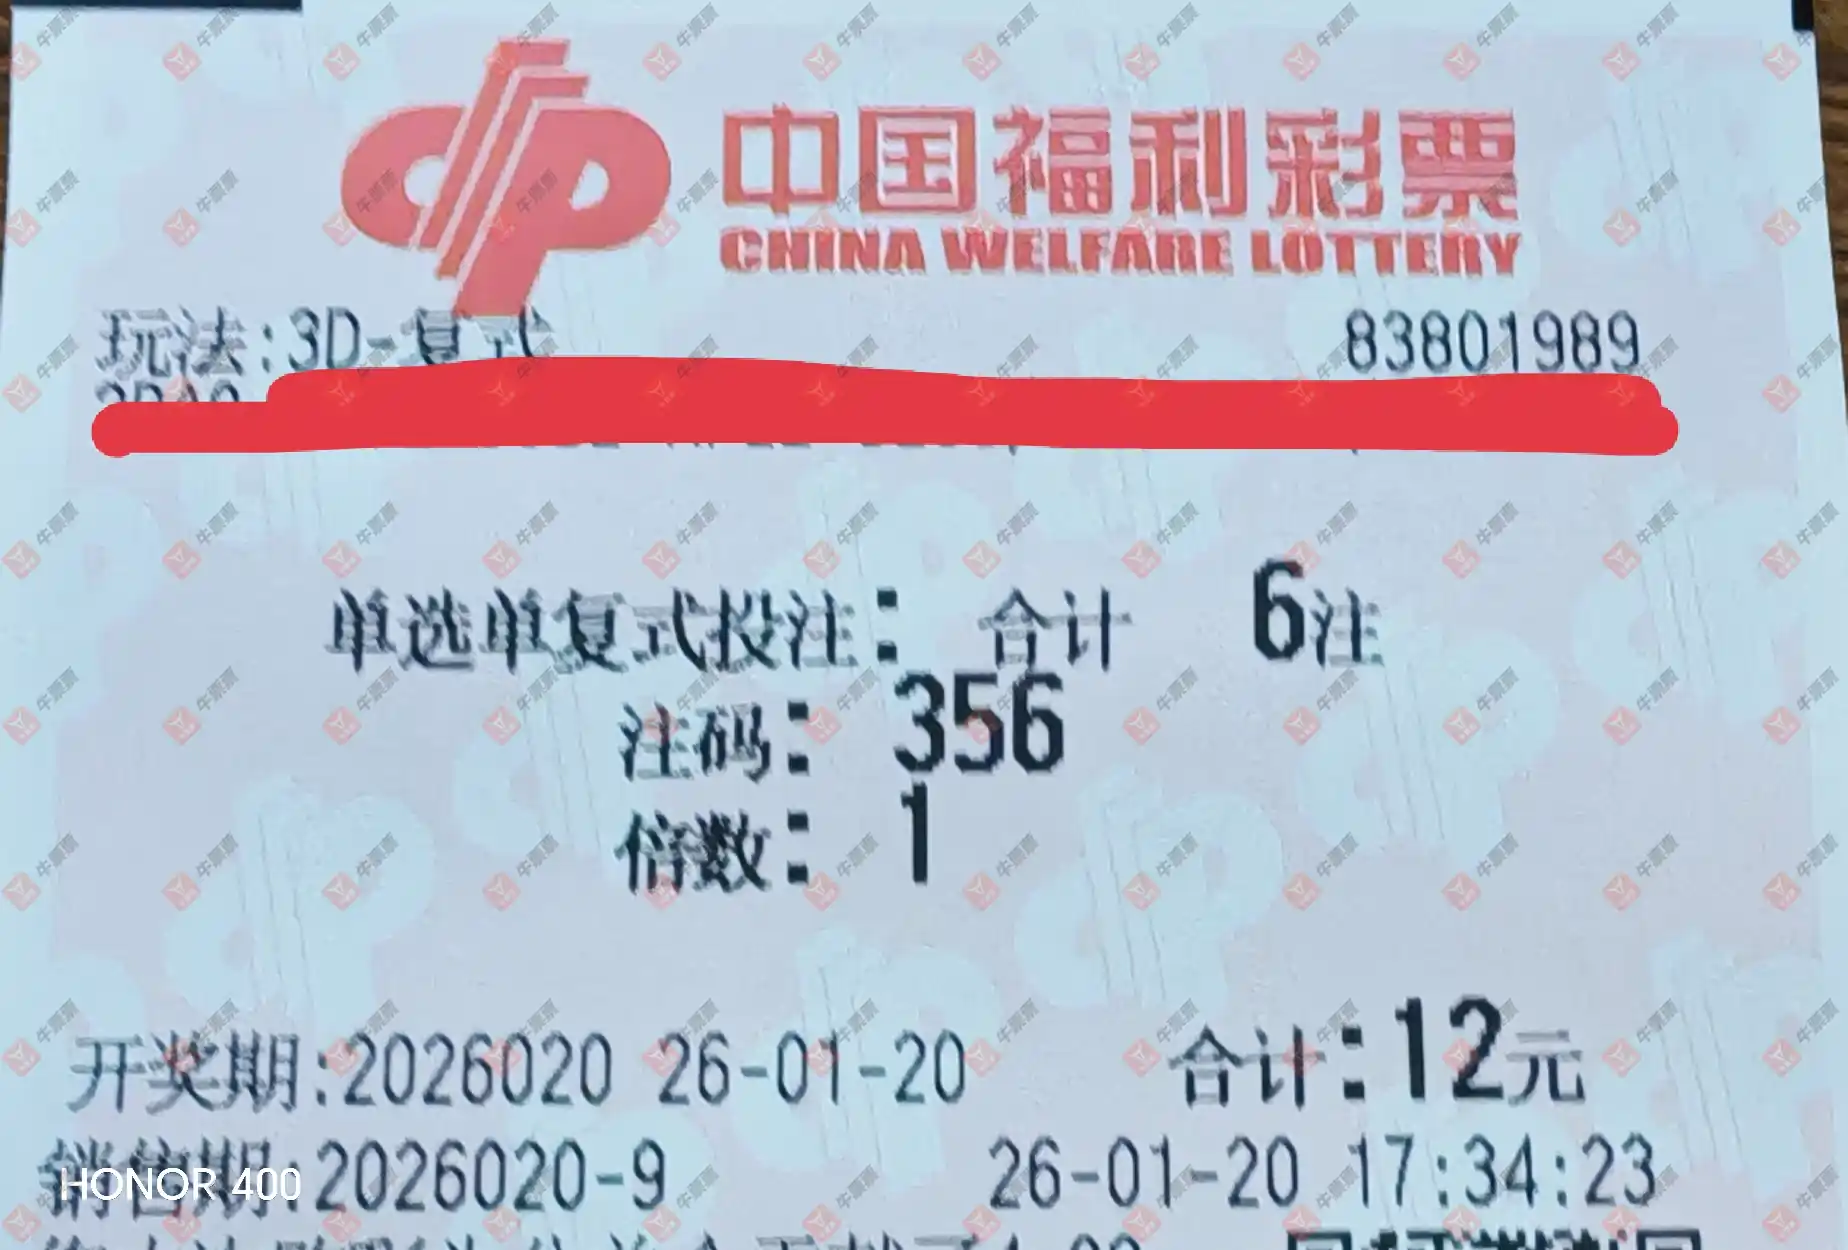 中国福利彩票
CHINA WELFARE LOTTERY
玩法:3D-复式 83801989
单选单复式投注: 合计 6注
注码: 356
倍数: 1
开奖期:2026020 26-01-20 合计:12元
销售期:2026020-9 26-01-20 17:34:23
HONOR 400
牛票票